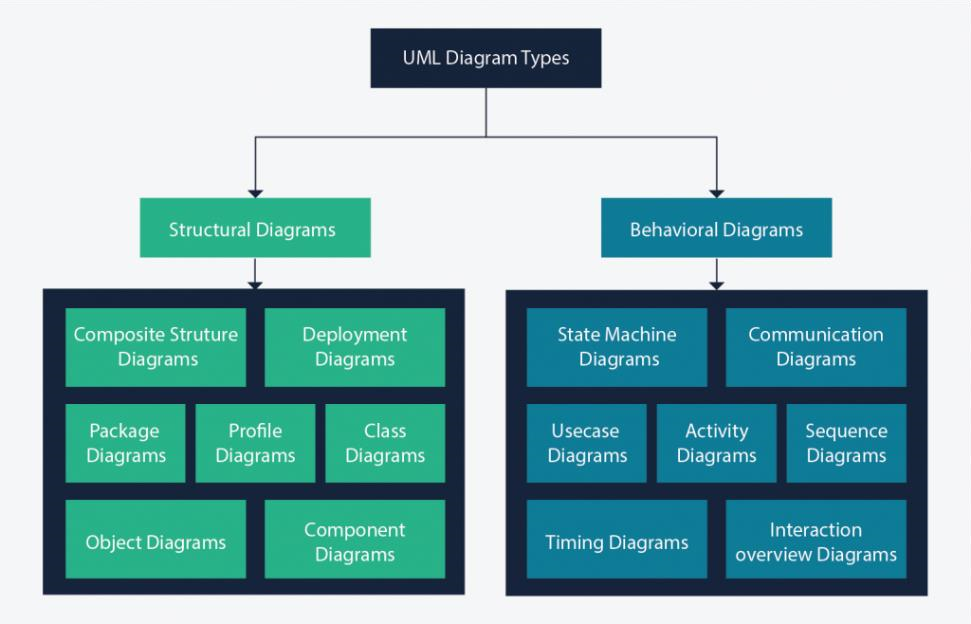 UML Diagram Types
Structural Diagrams
Behavioral Diagrams
Composite Struture
Diagrams
Deployment
Diagrams
Package
Diagrams
Profile
Diagrams
Class
Diagrams
Object Diagrams
Component
Diagrams
State Machine
Diagrams
Communication
Diagrams
Usecase
Diagrams
Activity
Diagrams
Sequence
Diagrams
Timing Diagrams
Interaction
overview Diagrams